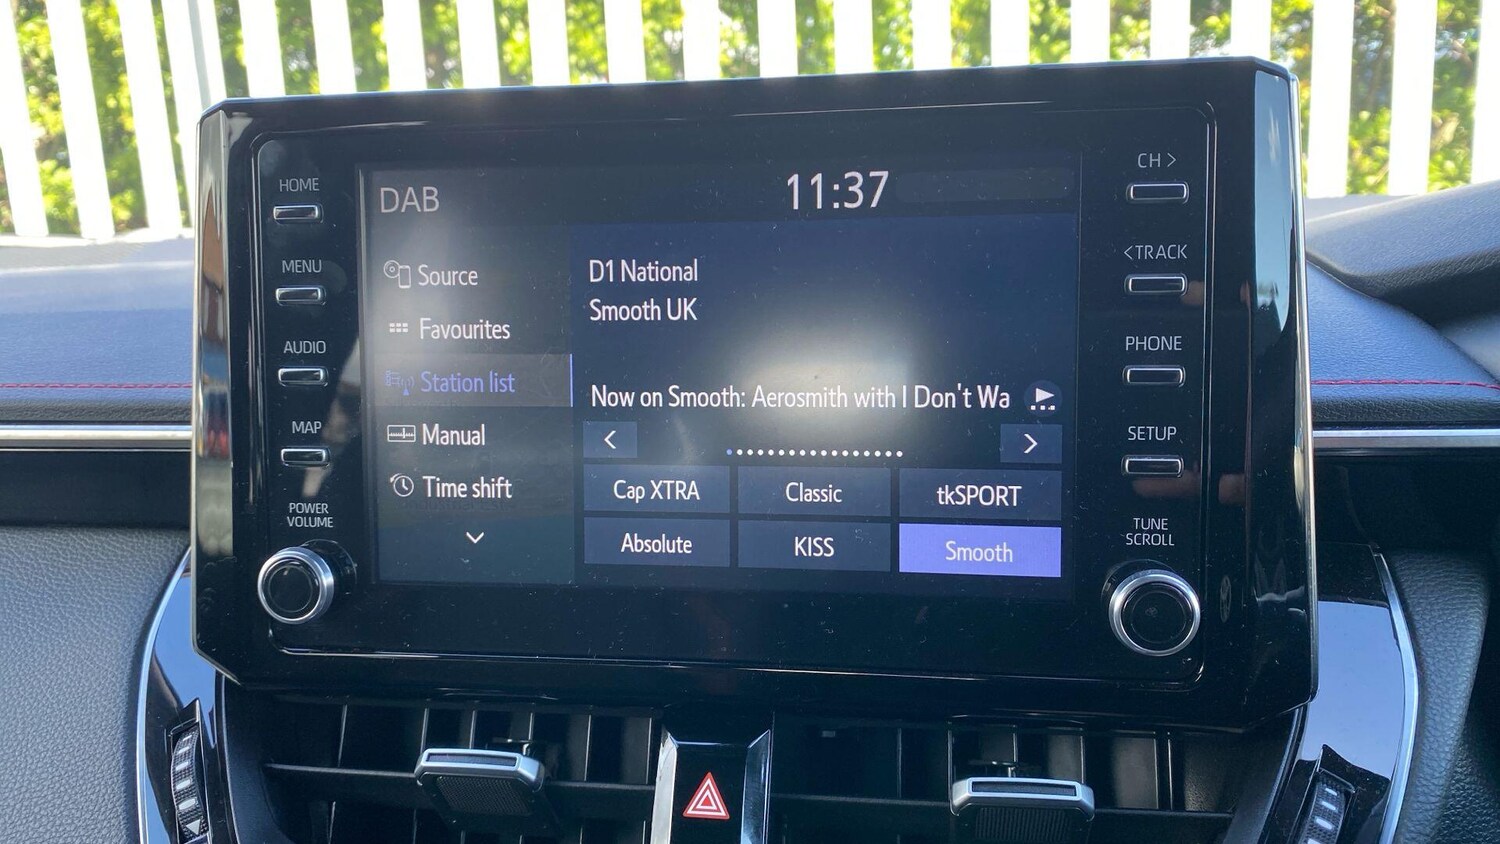 HOME
MENU
AUDIO
MAP
POWER
VOLUME
DAB
11:37
Source
Favourites
Station list
Manual
Time shift
D1 National
Smooth UK
Now on Smooth: Aerosmith with I Don't Wa
<
>
Cap XTRA
Classic
tkSPORT
Absolute
KISS
Smooth
CH >
<TRACK
PHONE
SETUP
TUNE
SCROLL